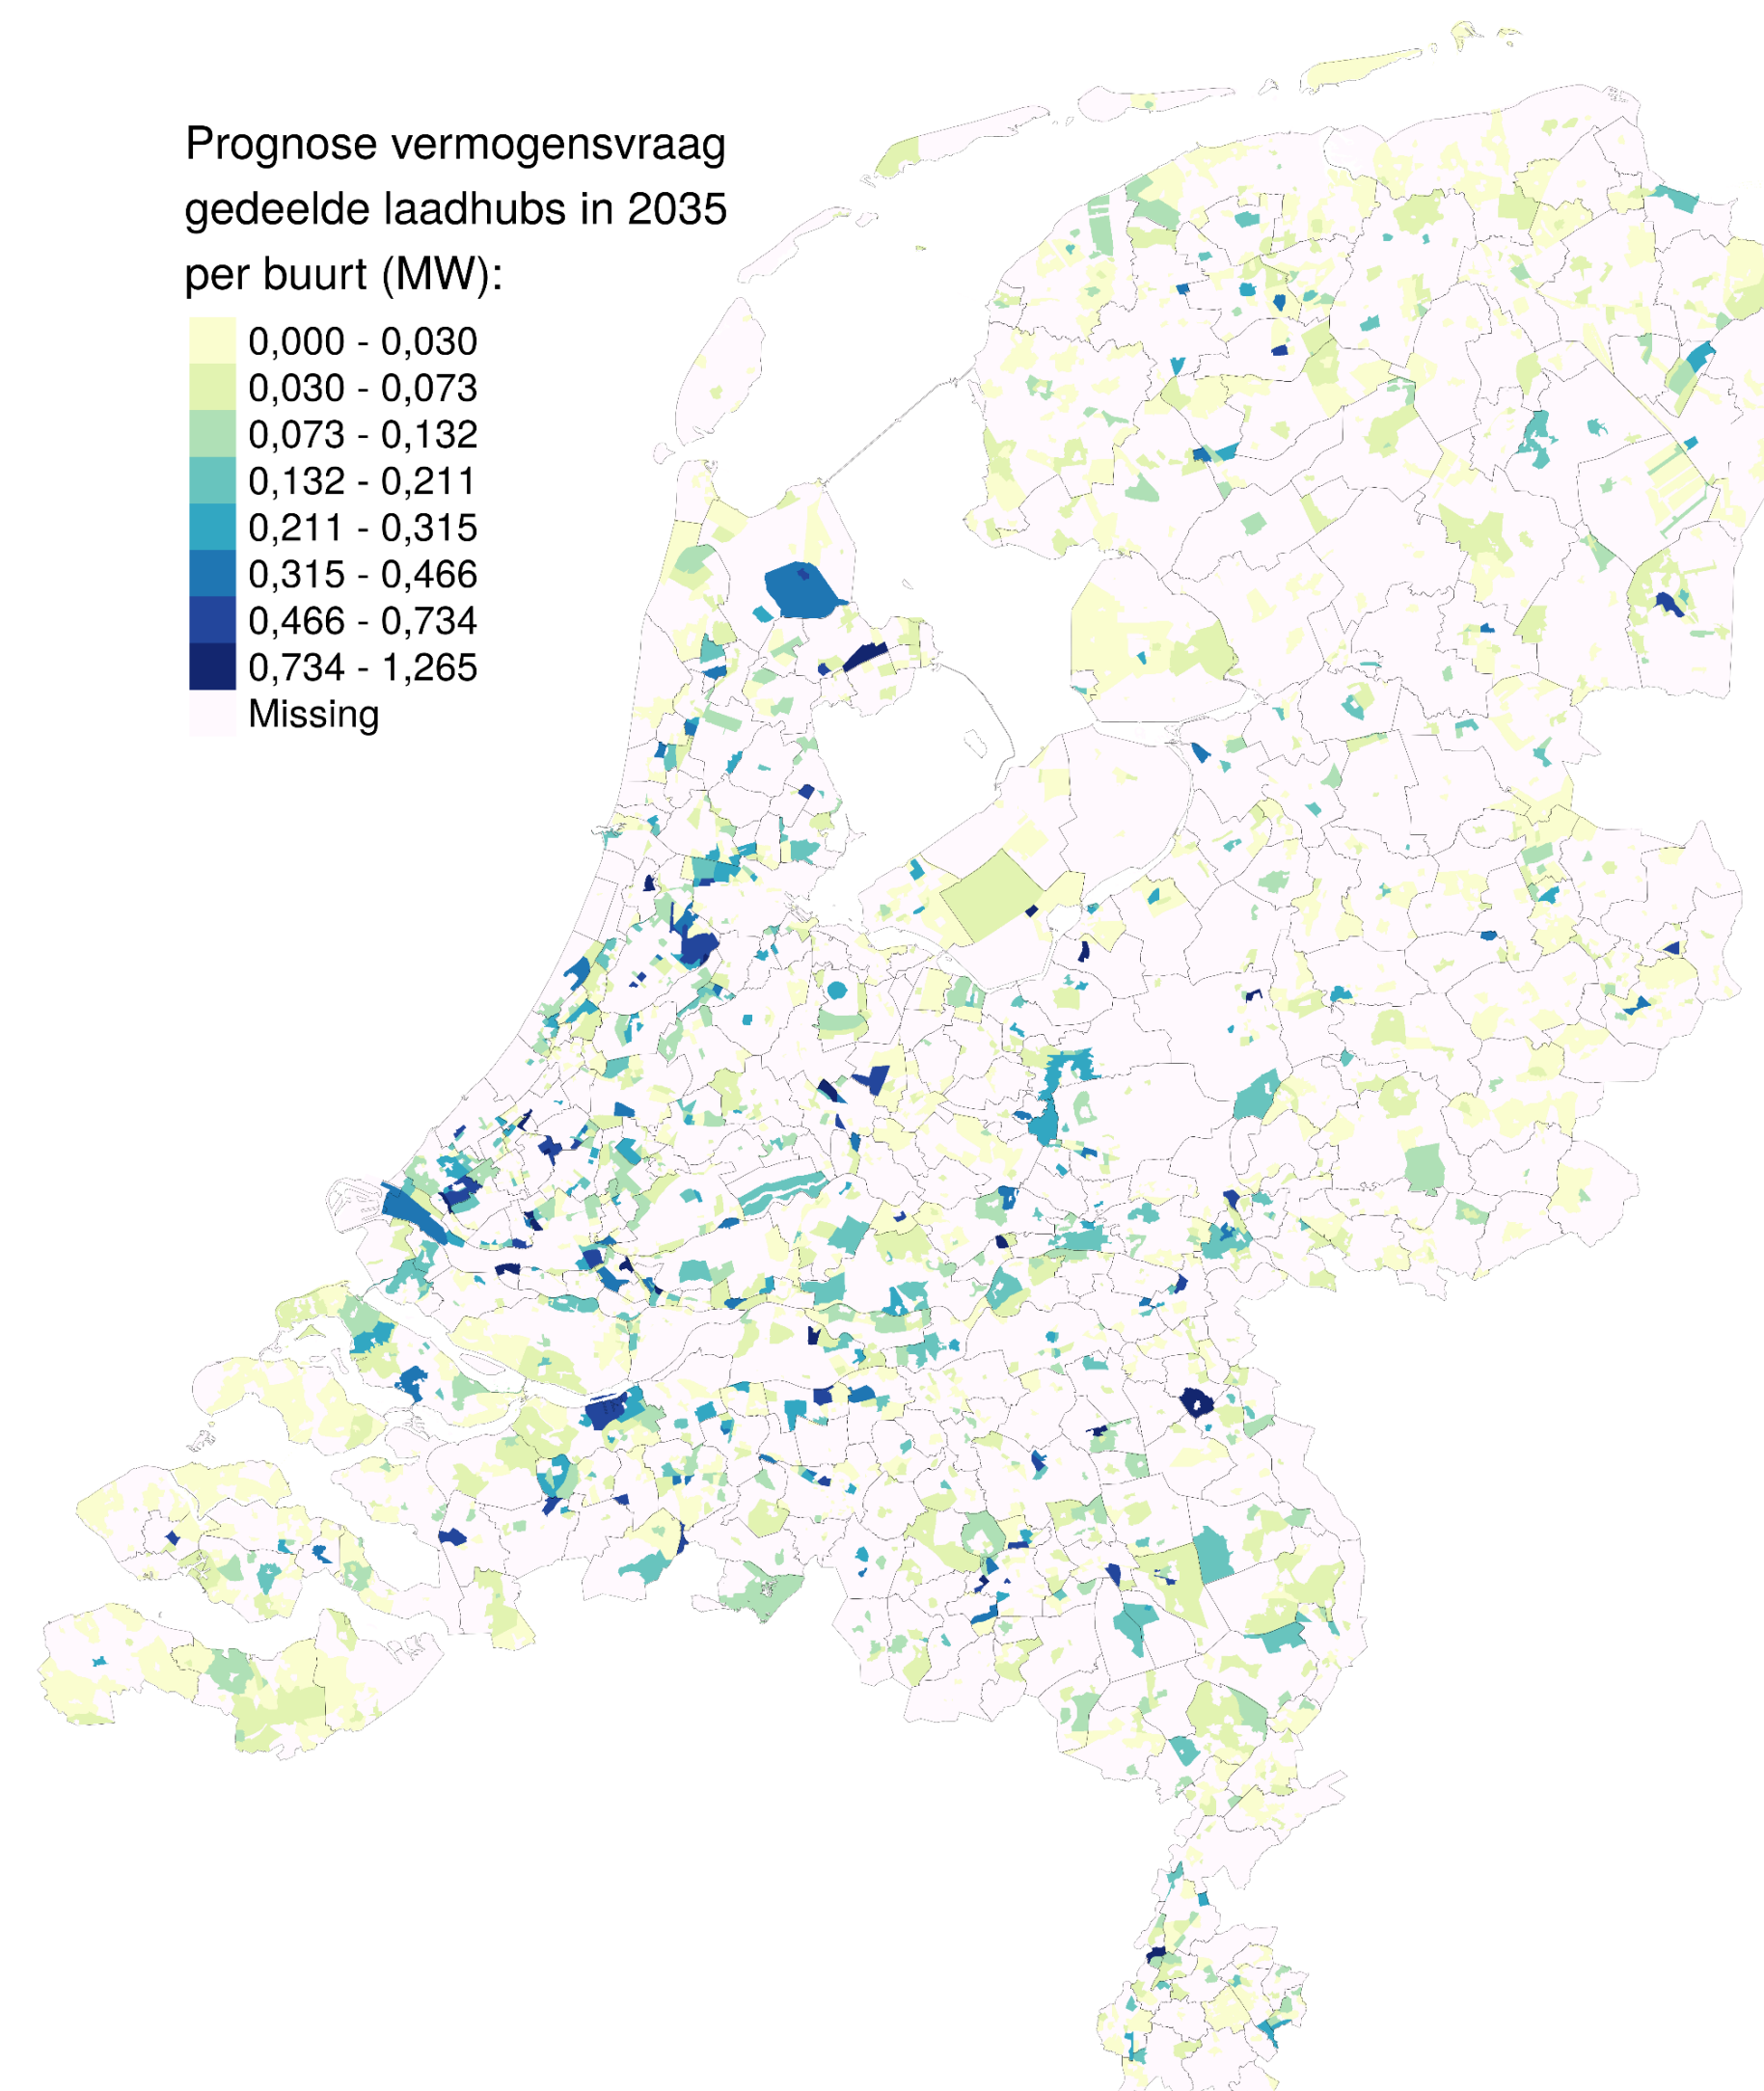 Prognose vermogensvraag
gedeelde laadhubs in 2035
per buurt (MW):
0,000 - 0,030
0,030 - 0,073
0,073 - 0,132
0,132 - 0,211
0,211 - 0,315
0,315 - 0,466
0,466 - 0,734
0,734 - 1,265
Missing